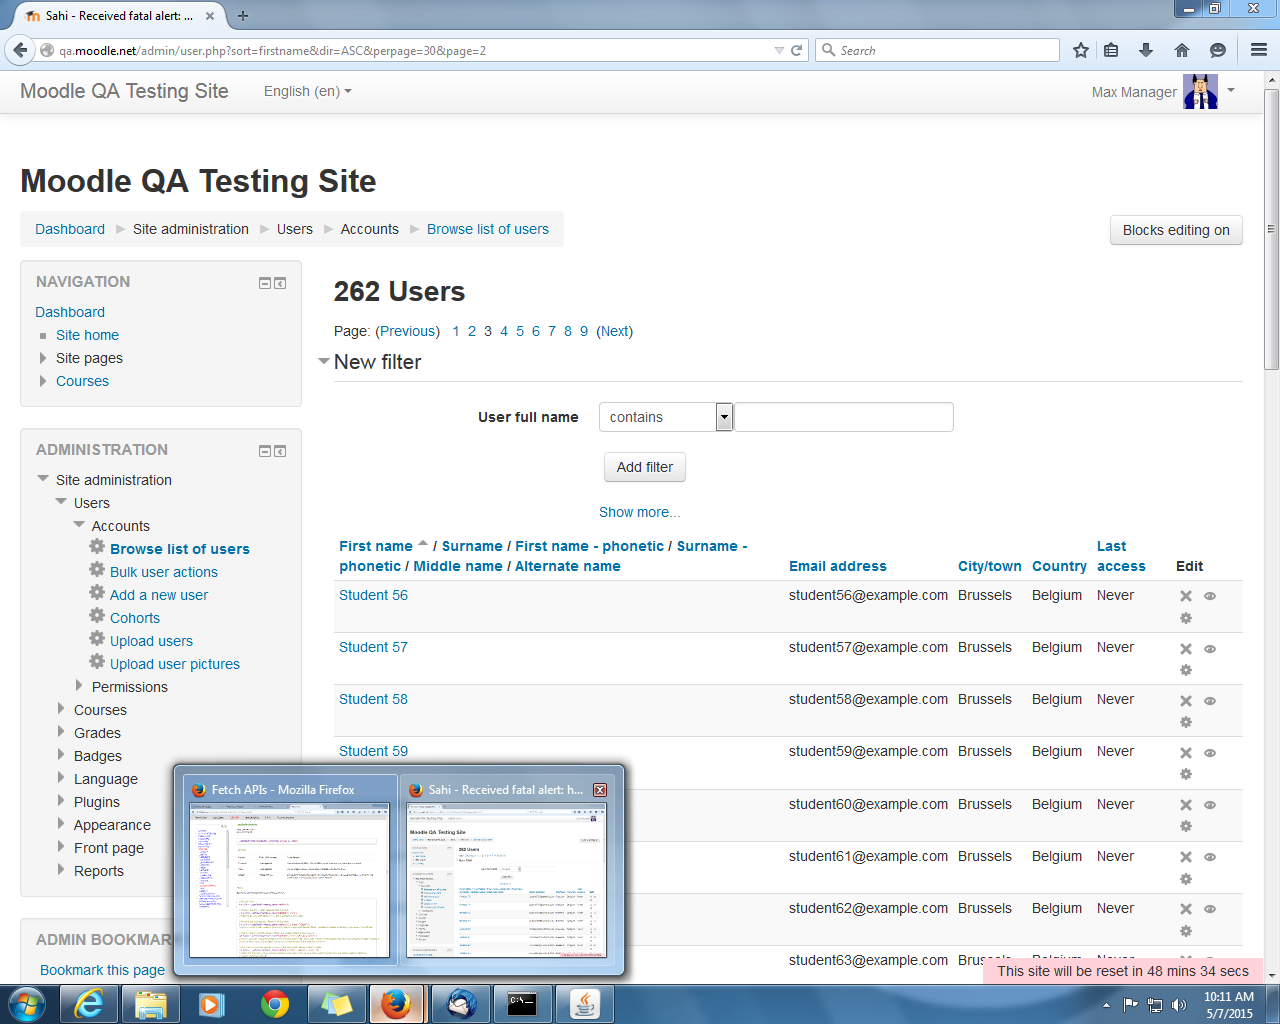 Sahi - Received fatal alert: ...
qa.moodle.net/admin/user.php?sort=firstname&dir=ASC&perpage=30&page=2
Search
Moodle QA Testing Site
English (en)
Max Manager
Moodle QA Testing Site
Dashboard Site administration Users Accounts Browse list of users
Blocks editing on
NAVIGATION
Dashboard
Site home
Site pages
Courses
ADMINISTRATION
Site administration
Users
Accounts
Browse list of users
Bulk user actions
Add a new user
Cohorts
Upload users
Upload user pictures
Permissions
Courses
Grades
Badges
Language
Plugins
Appearance
Front page
Reports
ADMIN BOOKMAR
Bookmark this page
262 Users
Page: (Previous) 1 2 3 4 5 6 7 8 9 (Next)
New filter
User full name contains
Add filter
Show more...
First name / Surname / First name - phonetic / Surname -
phonetic / Middle name / Alternate name
Email address City/town Country Last
access Edit
Student 56 student56@example.com Brussels Belgium Never
Student 57 student57@example.com Brussels Belgium Never
Student 58 student58@example.com Brussels Belgium Never
Student 59 student59@example.com Brussels Belgium Never
student60@example.com Brussels Belgium Never
student61@example.com Brussels Belgium Never
student62@example.com Brussels Belgium Never
student63@example.com Brussels Belgium Never
This site will be reset in 48 mins 34 secs
Fetch APIs - Mozilla Firefox
Sahi - Received fatal alert: h...
Moodle QA Testing Site
262 Users
C:\
10:11 AM
5/7/2015